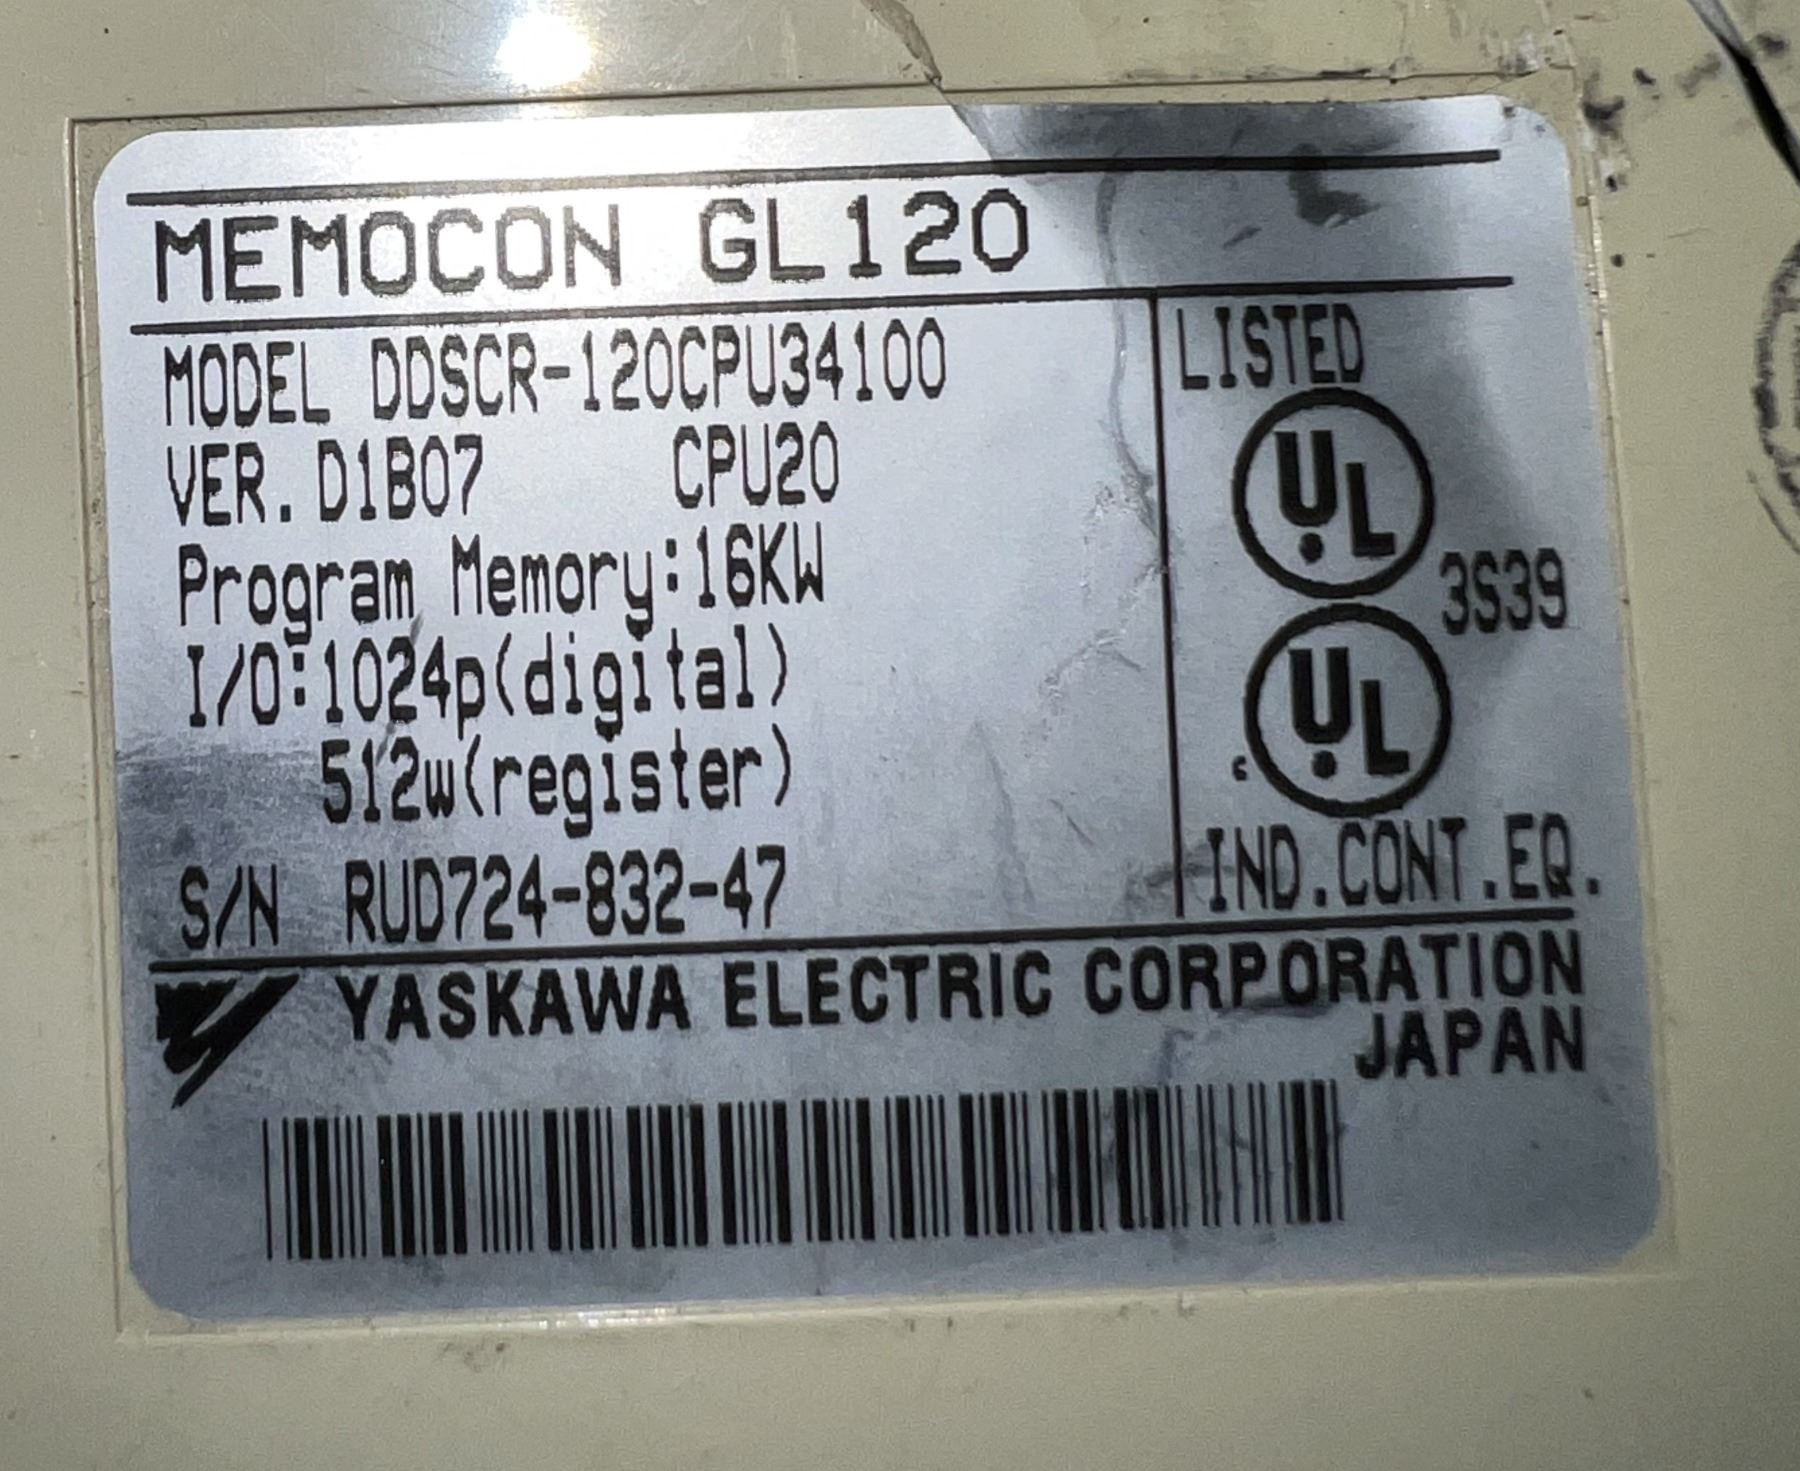 MEMOCON GL120
MODEL DDSCR-120CPU34100
VER. D1B07 CPU20
Program Memory:16KW
I/O:1024p(digital)
512w(register)
S/N RUD724-832-47
LISTED
UL
3S39
c UL
IND.CONT.EQ.
YASKAWA ELECTRIC CORPORATION
JAPAN